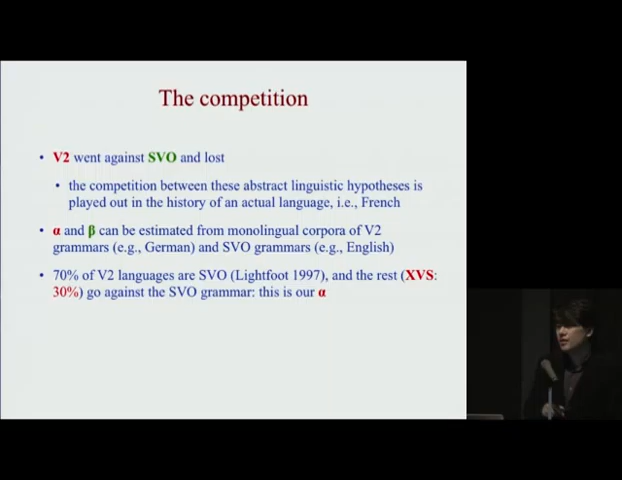 The competition
• V2 went against SVO and lost
• the competition between these abstract linguistic hypotheses is
played out in the history of an actual language, i.e., French
• α and β can be estimated from monolingual corpora of V2
grammars (e.g., German) and SVO grammars (e.g., English)
• 70% of V2 languages are SVO (Lightfoot 1997), and the rest (XVS:
30%) go against the SVO grammar: this is our α